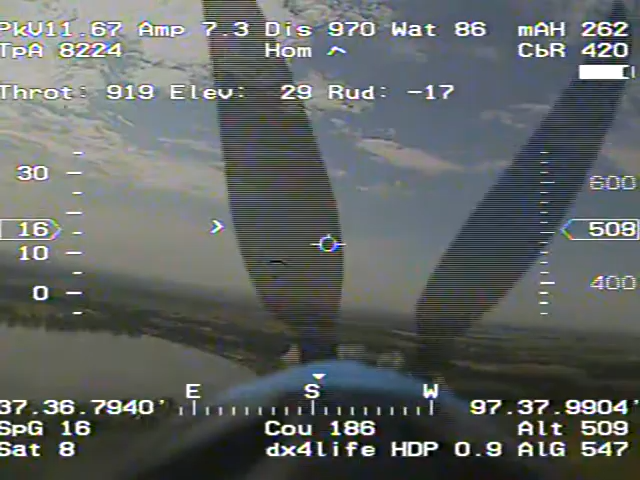 PkV11.67 Amp 7.3 Dis 970 Wat 86 mAH 262
TpA 8224 Hom ^ CbR 420
Throt: 919 Elev: 29 Rud: -17
30
600
16
508
10
400
0
E S W
37.36.7940' 97.37.9904'
SpG 16 Cou 186 Alt 509
Sat 8 dx4life HDP 0.9 AlG 547